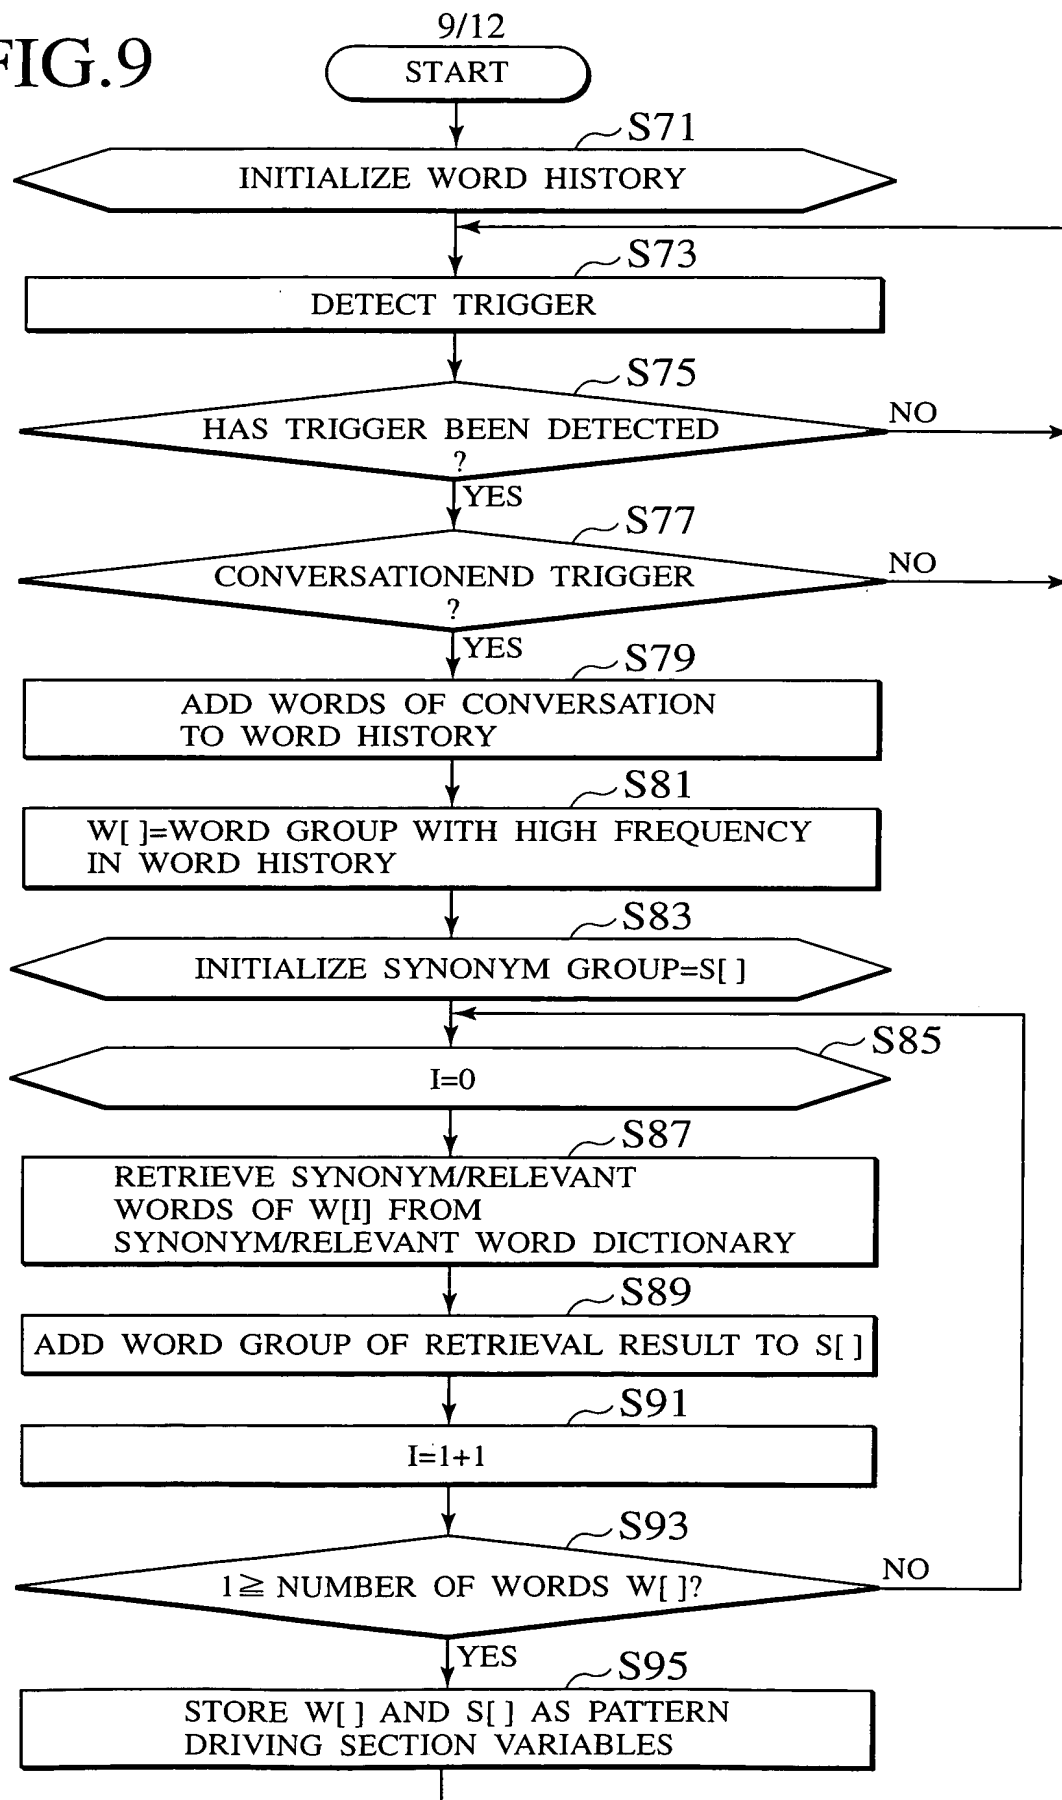 9/12
FIG.9
START
S71
INITIALIZE WORD HISTORY
S73
DETECT TRIGGER
S75
HAS TRIGGER BEEN DETECTED
?
NO
YES
S77
CONVERSATIONEND TRIGGER
?
NO
YES
S79
ADD WORDS OF CONVERSATION
TO WORD HISTORY
S81
W[ ]=WORD GROUP WITH HIGH FREQUENCY
IN WORD HISTORY
S83
INITIALIZE SYNONYM GROUP=S[ ]
S85
I=0
S87
RETRIEVE SYNONYM/RELEVANT
WORDS OF W[I] FROM
SYNONYM/RELEVANT WORD DICTIONARY
S89
ADD WORD GROUP OF RETRIEVAL RESULT TO S[ ]
S91
I=1+1
S93
1≧ NUMBER OF WORDS W[ ]?
NO
YES
S95
STORE W[ ] AND S[ ] AS PATTERN
DRIVING SECTION VARIABLES